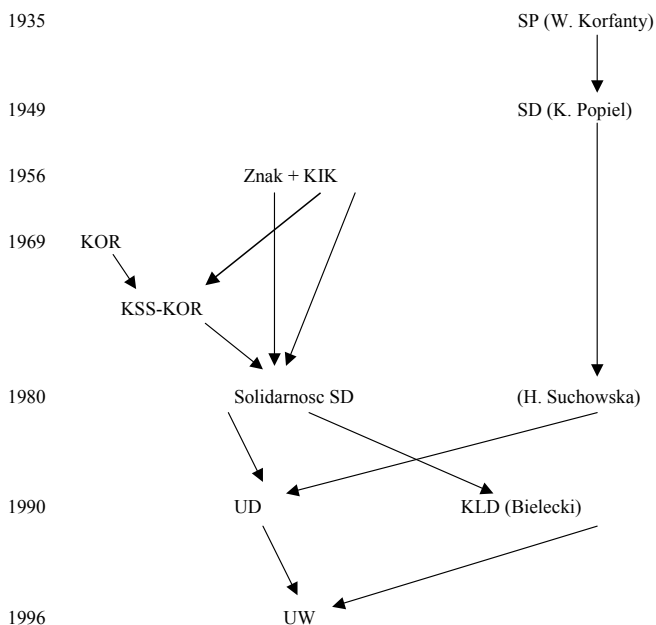 1935 SP (W. Korfanty)
1949 SD (K. Popiel)
1956 Znak + KIK
1969 KOR
KSS-KOR
1980 Solidarnosc SD (H. Suchowska)
1990 UD KLD (Bielecki)
1996 UW